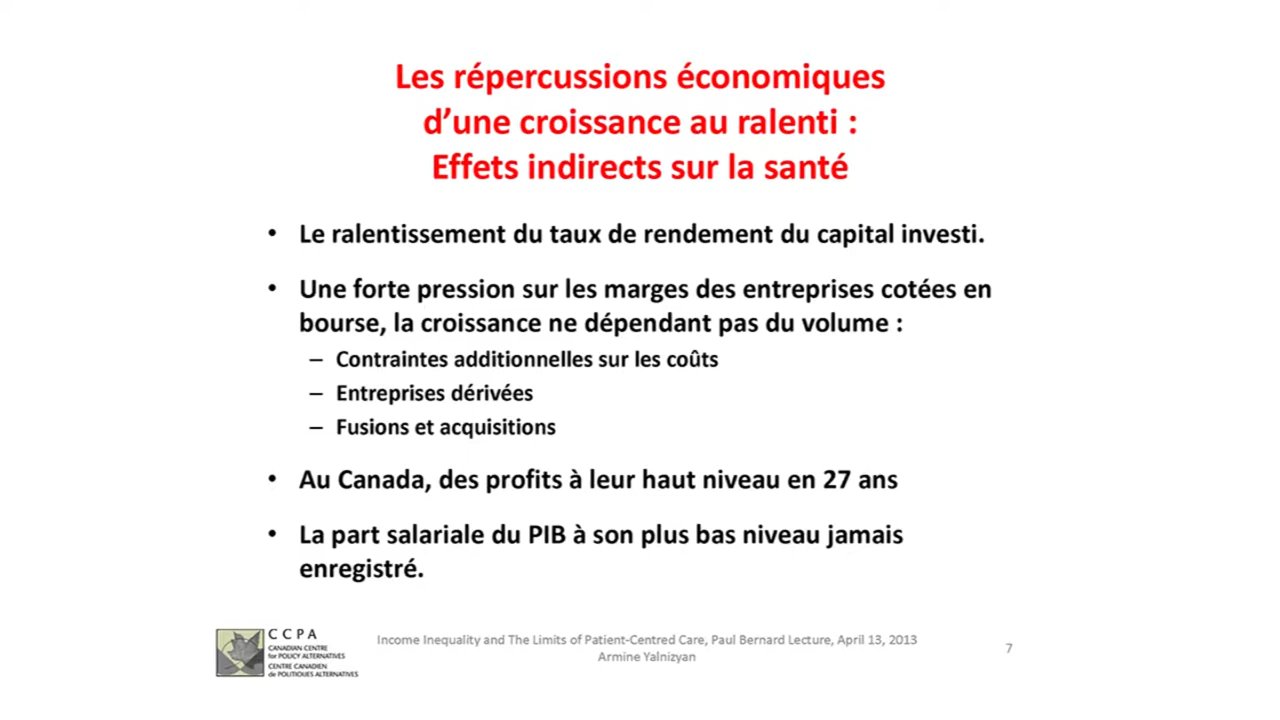 Les répercussions économiques
d’une croissance au ralenti :
Effets indirects sur la santé
• Le ralentissement du taux de rendement du capital investi.
• Une forte pression sur les marges des entreprises cotées en
bourse, la croissance ne dépendant pas du volume :
– Contraintes additionnelles sur les coûts
– Entreprises dérivées
– Fusions et acquisitions
• Au Canada, des profits à leur haut niveau en 27 ans
• La part salariale du PIB à son plus bas niveau jamais
enregistré.
CCPA
CANADIAN CENTRE
for POLICY ALTERNATIVES
CENTRE CANADIEN
de POLITIQUES ALTERNATIVES
Income Inequality and The Limits of Patient-Centred Care, Paul Bernard Lecture, April 13, 2013
Armine Yalnizyan
7